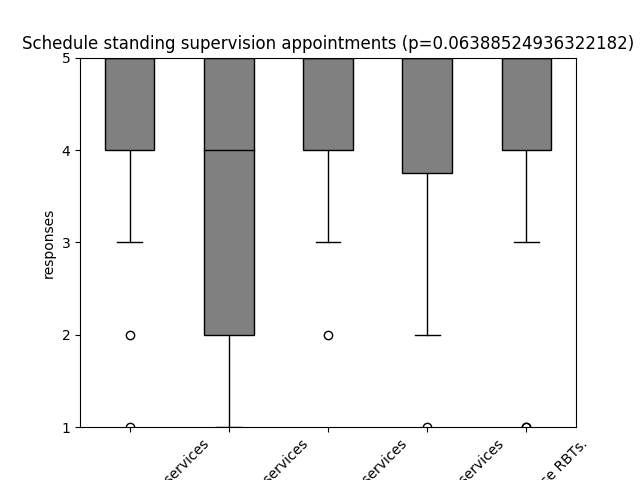 Schedule standing supervision appointments (p=0.06388524936322182)
5
4
3
2
1
responses
services
services
services
services
RBTs.